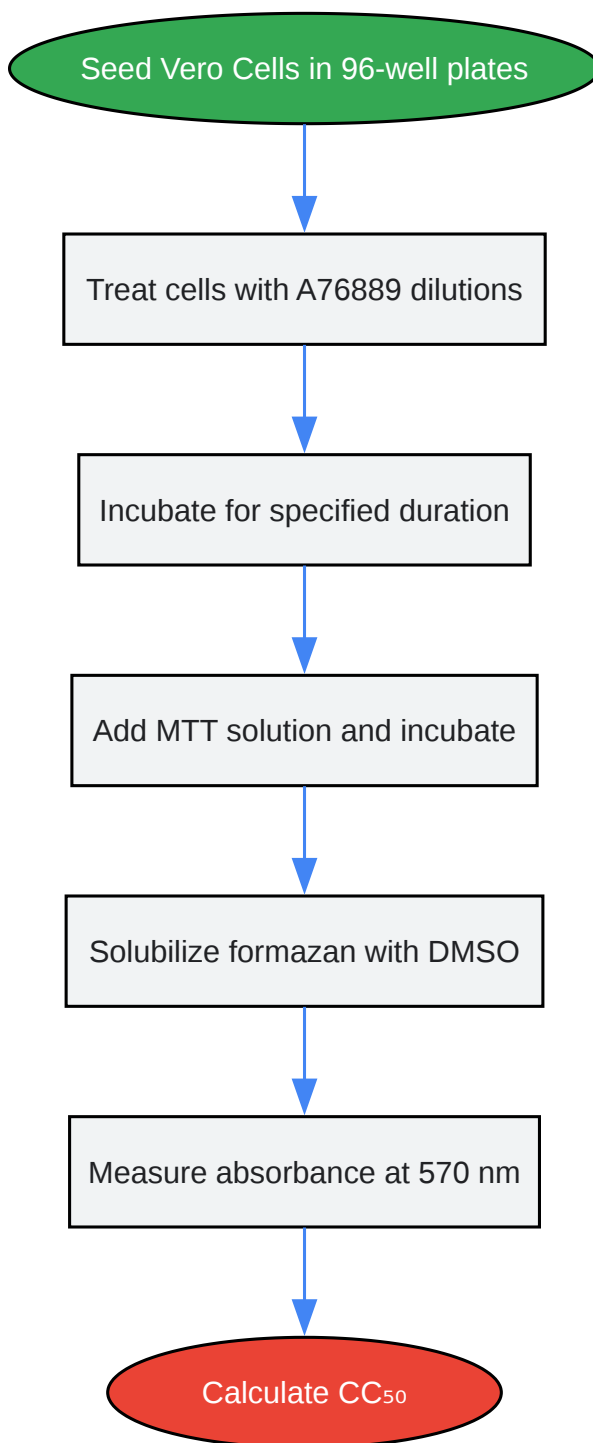 Seed Vero Cells in 96-well plates
Treat cells with A76889 dilutions
Incubate for specified duration
Add MTT solution and incubate
Solubilize formazan with DMSO
Measure absorbance at 570 nm
Calculate CC₅₀